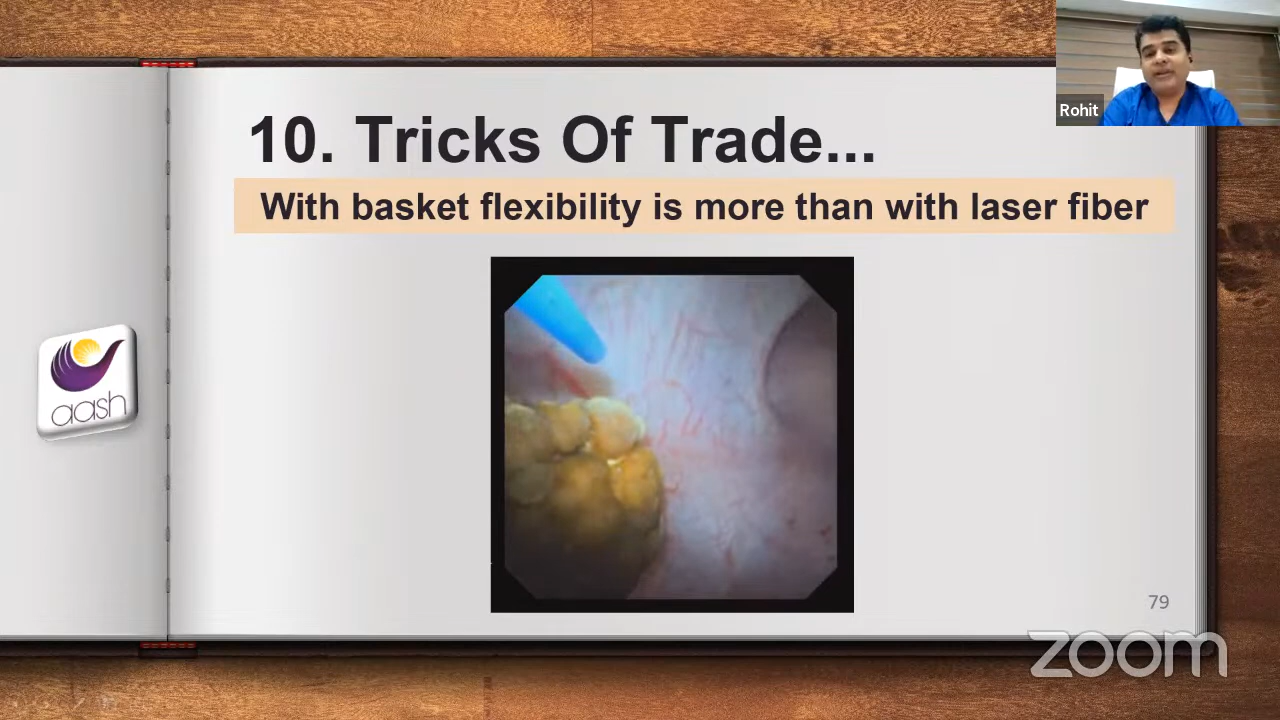 Rohit
10. Tricks Of Trade...
With basket flexibility is more than with laser fiber
aash
79
zoom